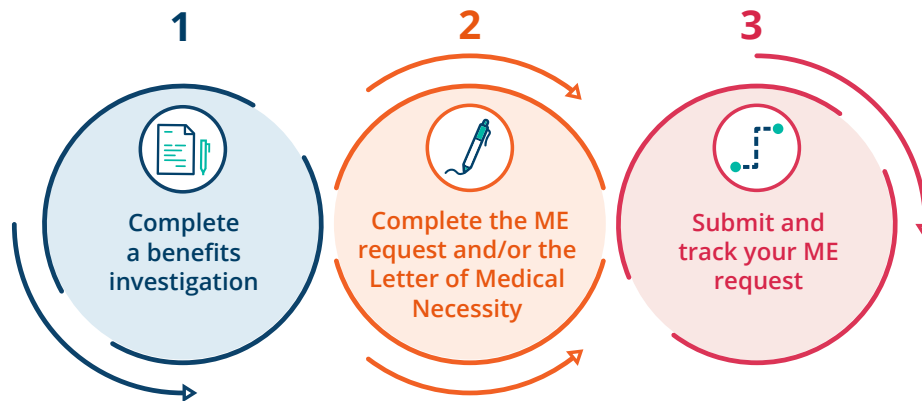 1
Complete
a benefits
investigation
2
Complete the ME
request and/or the
Letter of Medical
Necessity
3
Submit and
track your ME
request